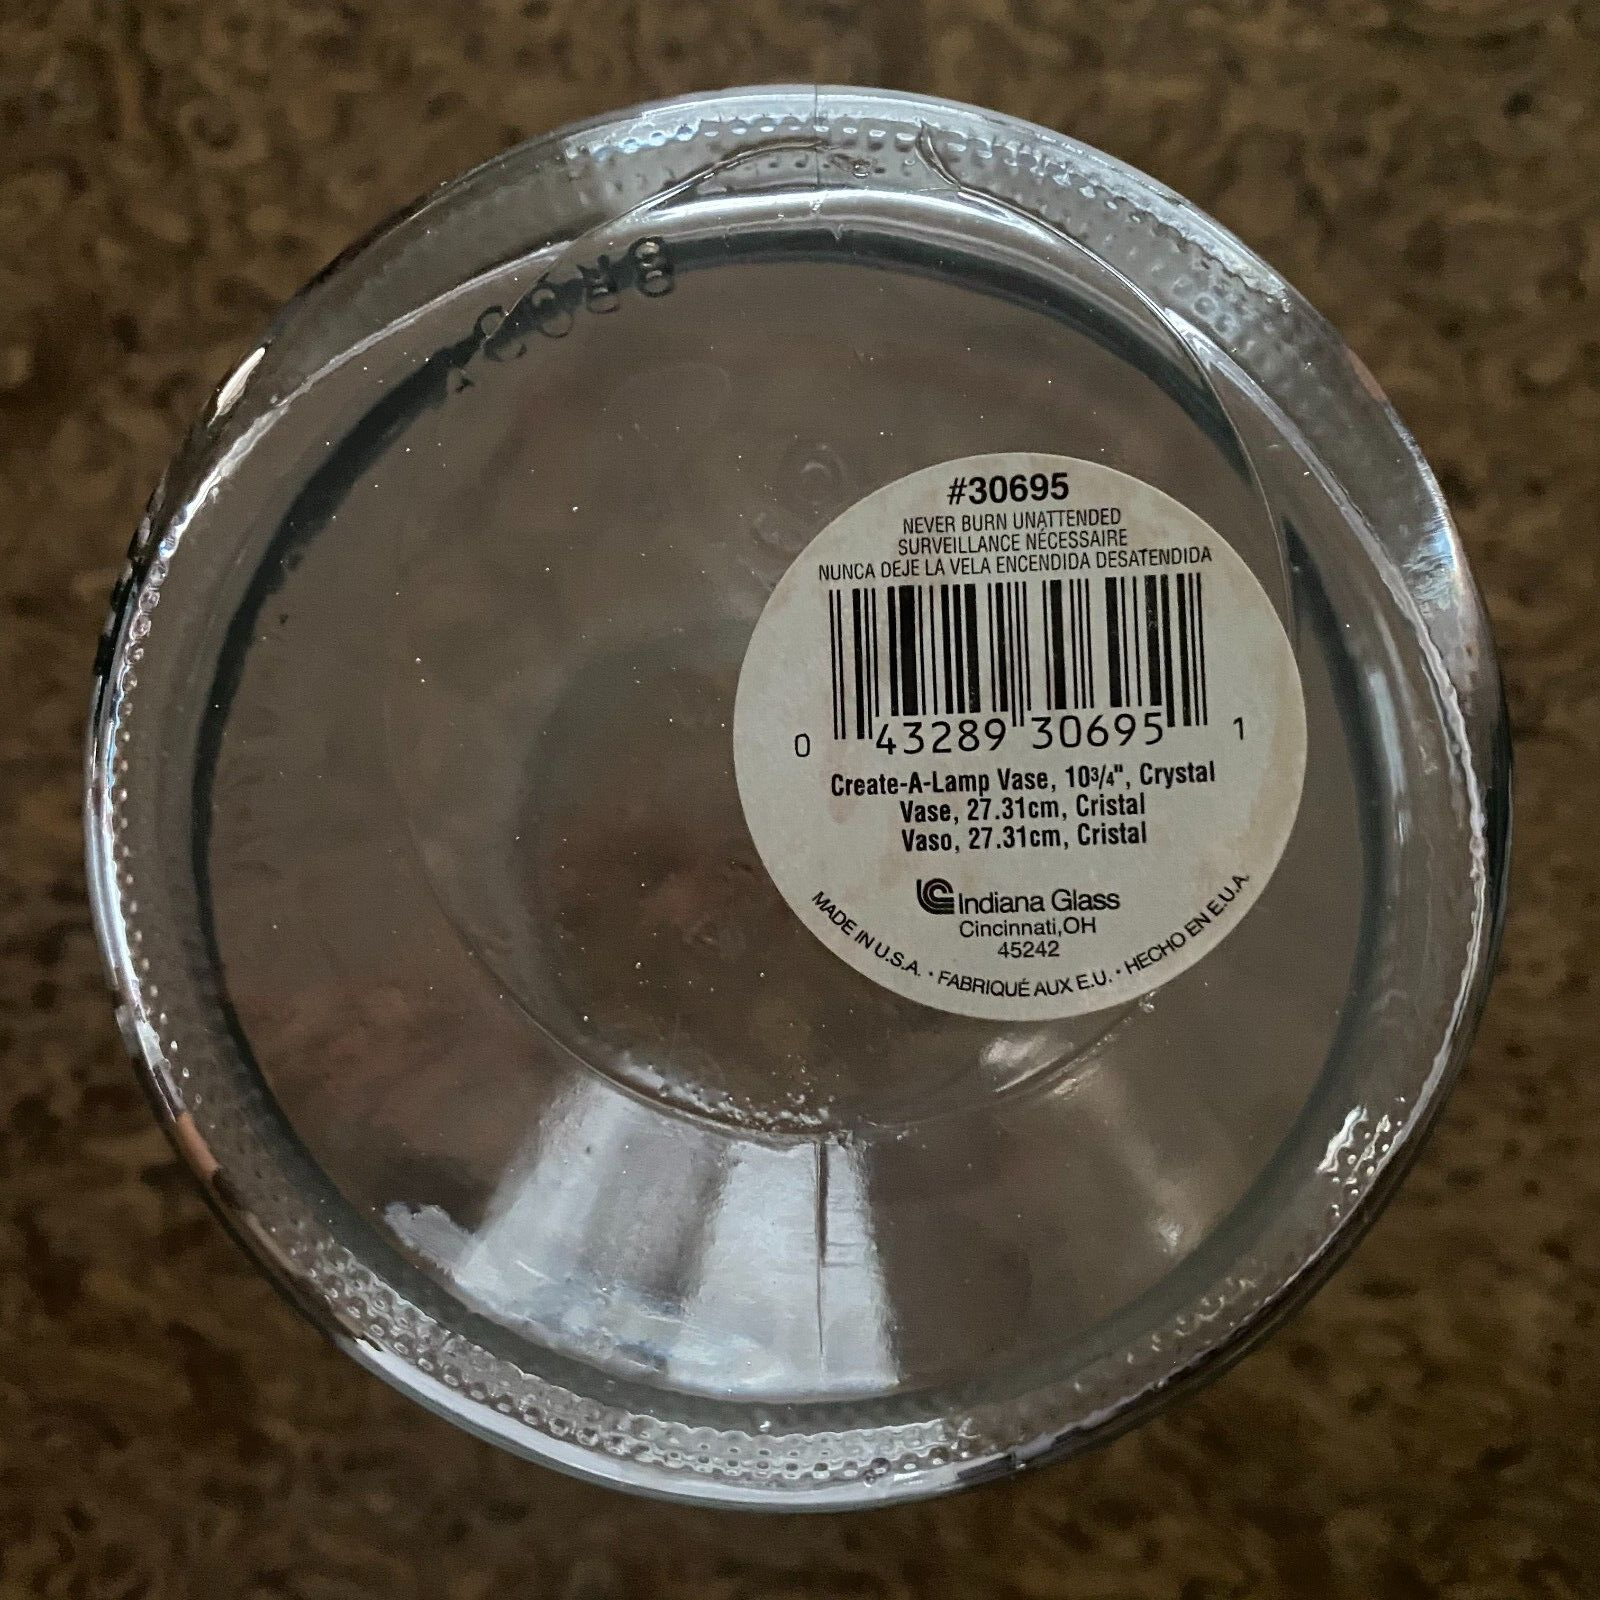 #30695
NEVER BURN UNATTENDED
SURVEILLANCE NÉCESSAIRE
NUNCA DEJE LA VELA ENCENDIDA DESATENDIDA
0 43289 30695 1
Create-A-Lamp Vase, 10¾", Crystal
Vase, 27.31cm, Cristal
Vaso, 27.31cm, Cristal
Indiana Glass
Cincinnati,OH
45242
MADE IN U.S.A. · FABRIQUÉ AUX E.U. · HECHO EN E.U.A.